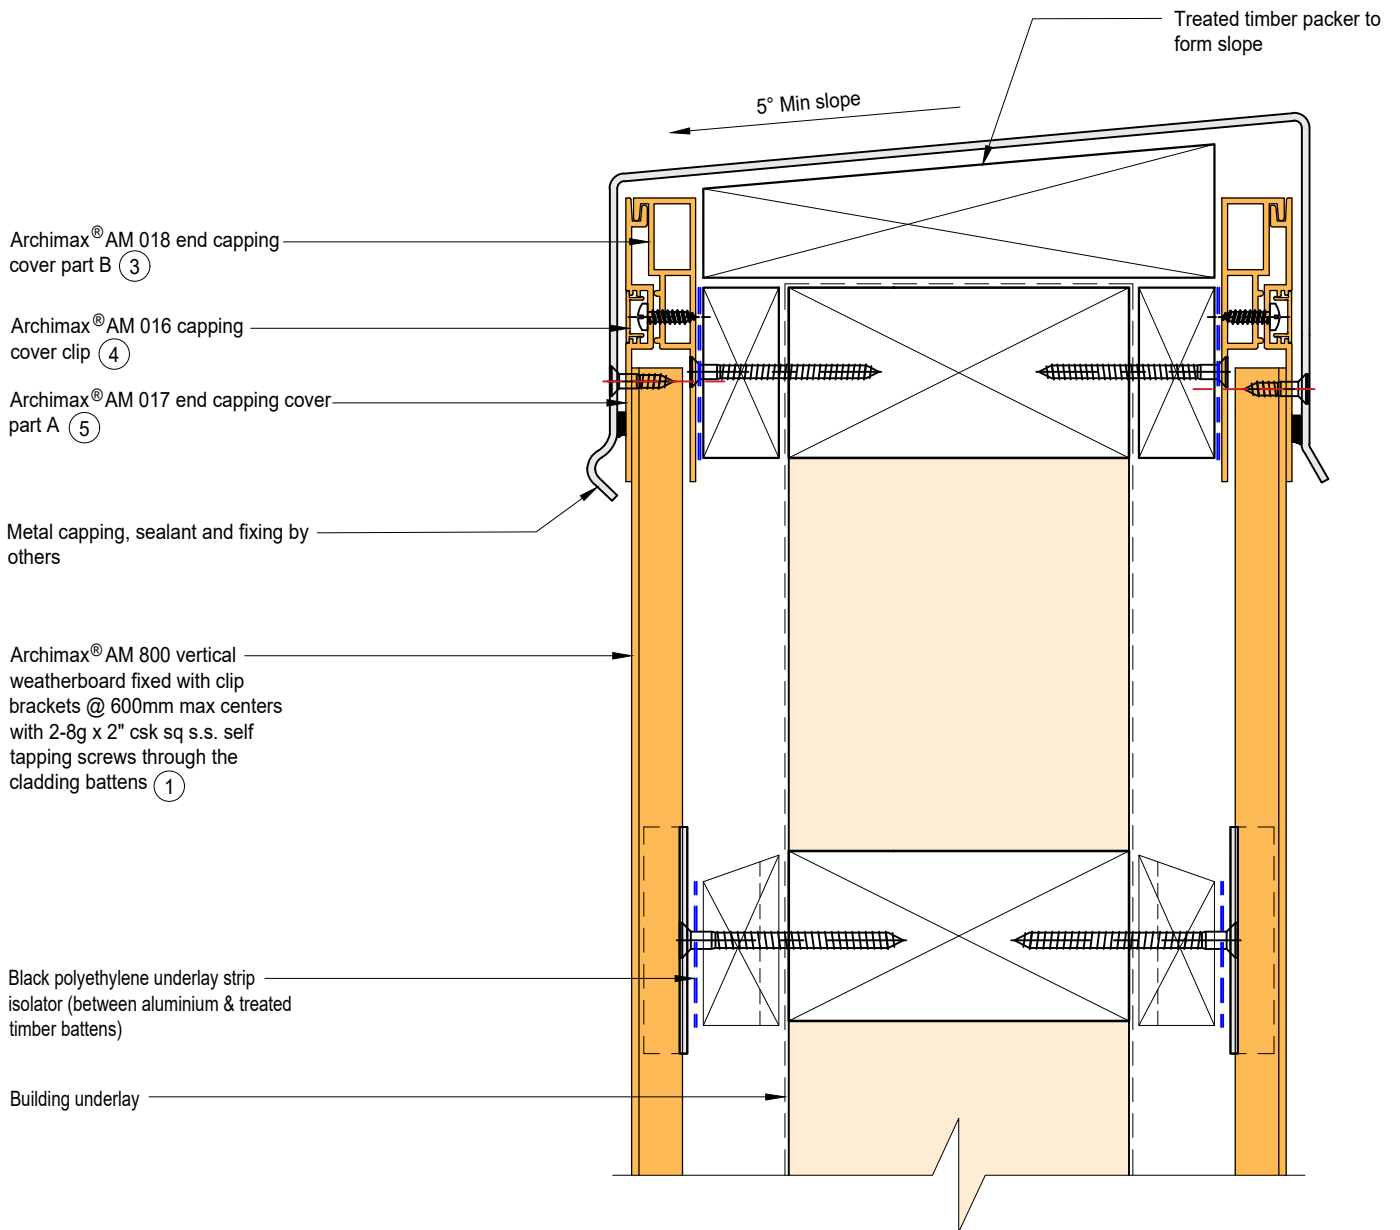 Treated timber packer to
form slope
5° Min slope
Archimax® AM 018 end capping
cover part B 3
Archimax® AM 016 capping
cover clip 4
Archimax® AM 017 end capping cover
part A 5
Metal capping, sealant and fixing by
others
Archimax® AM 800 vertical
weatherboard fixed with clip
brackets @ 600mm max centers
with 2-8g x 2" csk sq s.s. self
tapping screws through the
cladding battens 1
Black polyethylene underlay strip
isolator (between aluminium & treated
timber battens)
Building underlay